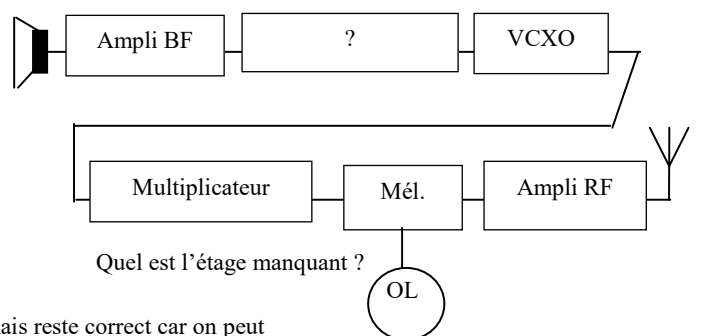 Ampli BF
?
VCXO
Multiplicateur
Mél.
Ampli RF
Quel est l’étage manquant ?
OL
ais reste correct car on peut